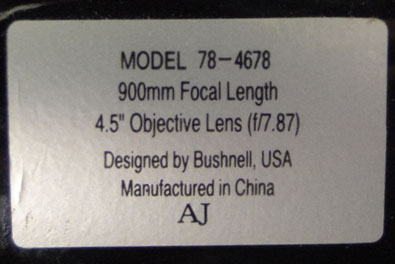 MODEL 78-4678
900mm Focal Length
4.5" Objective Lens (f/7.87)
Designed by Bushnell, USA
Manufactured in China
AJ